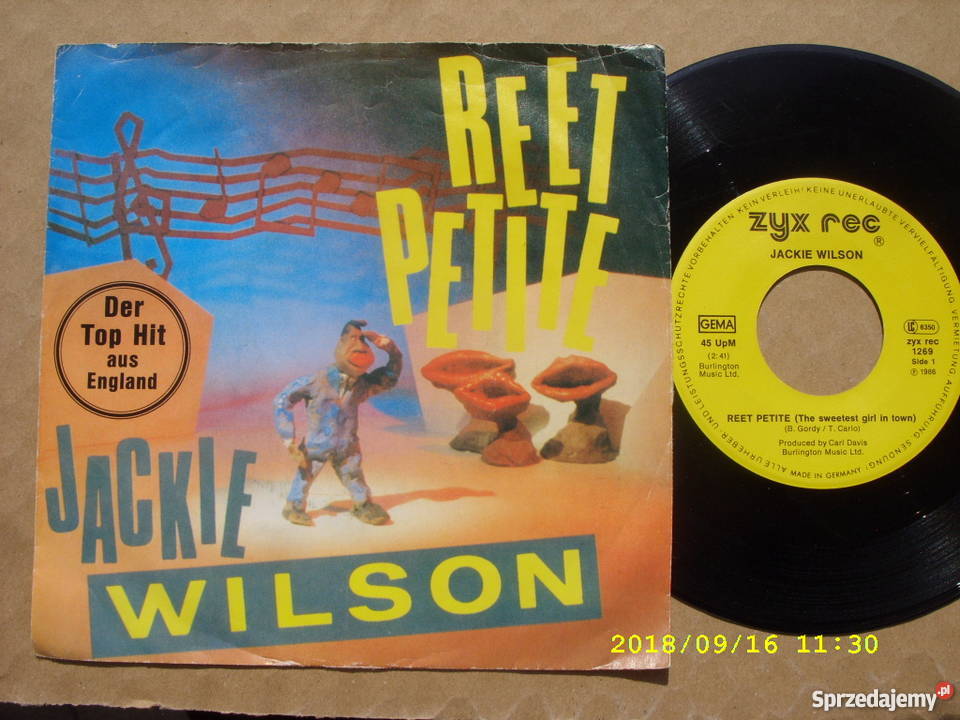 REET
PETITE
Der
Top Hit
aus
England
JACKIE
WILSON
KEINE UNERLAUBTE VERVIELFÄLTIGUNG, VERMIETUNG, AUFFÜHRUNG, SENDUNG! ALLE URHEBER- UND LEISTUNGSSCHUTZRECHTE VORBEHALTEN KEIN VERLEIH!
zyx rec
®
JACKIE WILSON
GEMA
45 UpM
(2:41)
Burlington
Music Ltd.
LC 6350
zyx rec
1269
Side 1
℗ 1986
REET PETITE (The sweetest girl in town)
(B. Gordy / T. Carlo)
Produced by Carl Davis
Burlington Music Ltd.
MADE IN GERMANY
2018/09/16 11:30
Sprzedajemy.pl